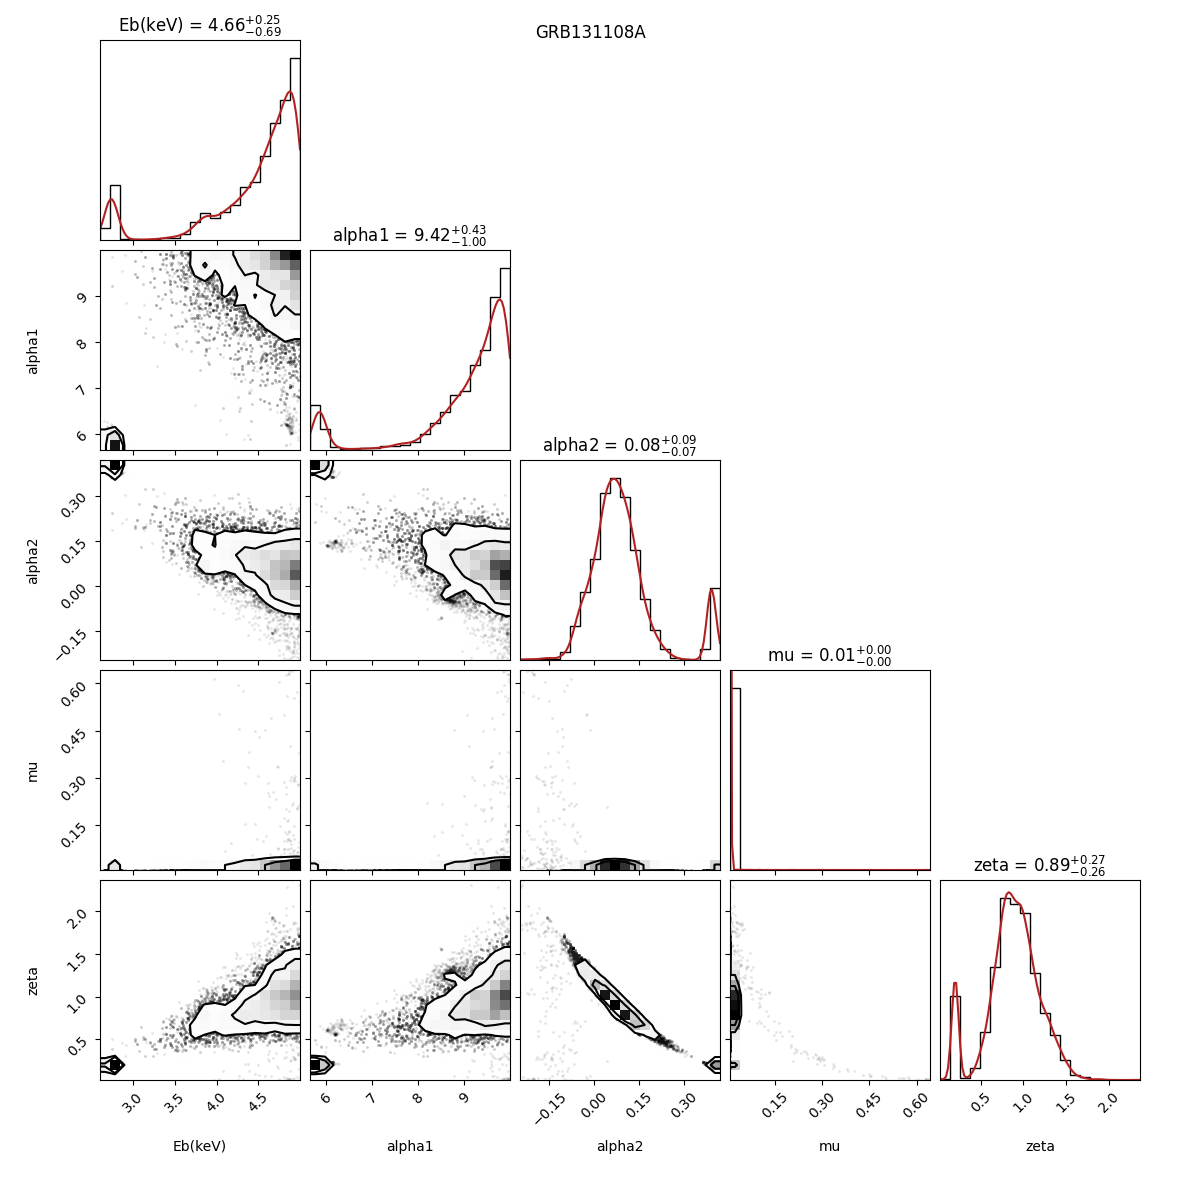 GRB131108A
Eb(keV) = 4.66+0.25−0.69
alpha1 = 9.42+0.43−1.00
9
8
7
6
alpha1
alpha2 = 0.08+0.09−0.07
0.30
0.15
0.00
−0.15
alpha2
mu = 0.01+0.00−0.00
0.60
0.45
0.30
0.15
mu
zeta = 0.89+0.27−0.26
2.0
1.5
1.0
0.5
zeta
3.0 3.5 4.0 4.5 6 7 8 9 −0.15 0.00 0.15 0.30 0.15 0.30 0.45 0.60 0.5 1.0 1.5 2.0
Eb(keV) alpha1 alpha2 mu zeta